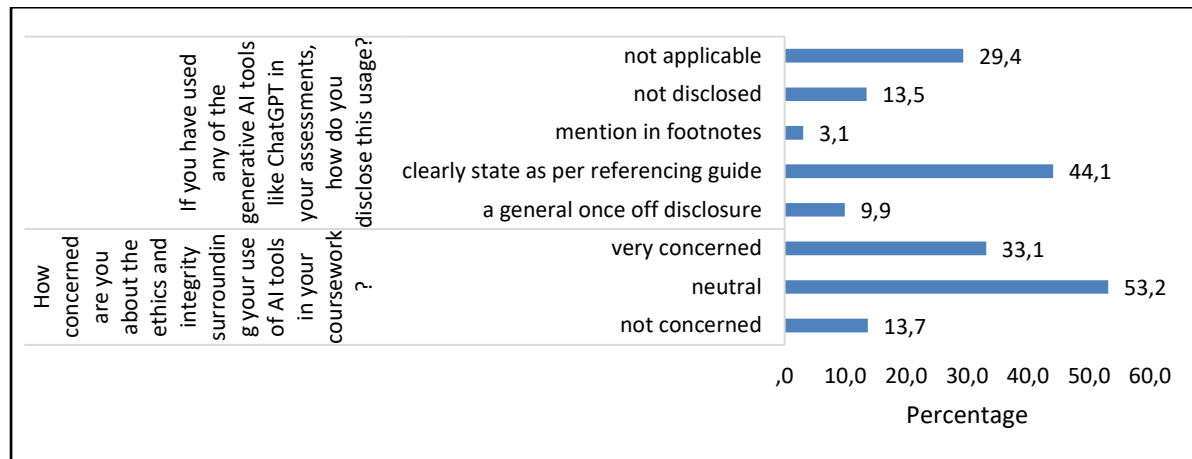 If you have used
any of the
generative AI tools
like ChatGPT in
your assessments,
how do you
disclose this usage?
not applicable
29,4
not disclosed
13,5
mention in footnotes
3,1
clearly state as per referencing guide
44,1
a general once off disclosure
9,9
How
concerned
are you
about the
ethics and
integrity
surroundin
g your use
of AI tools
in your
coursework
?
very concerned
33,1
neutral
53,2
not concerned
13,7
,0 10,0 20,0 30,0 40,0 50,0 60,0
Percentage